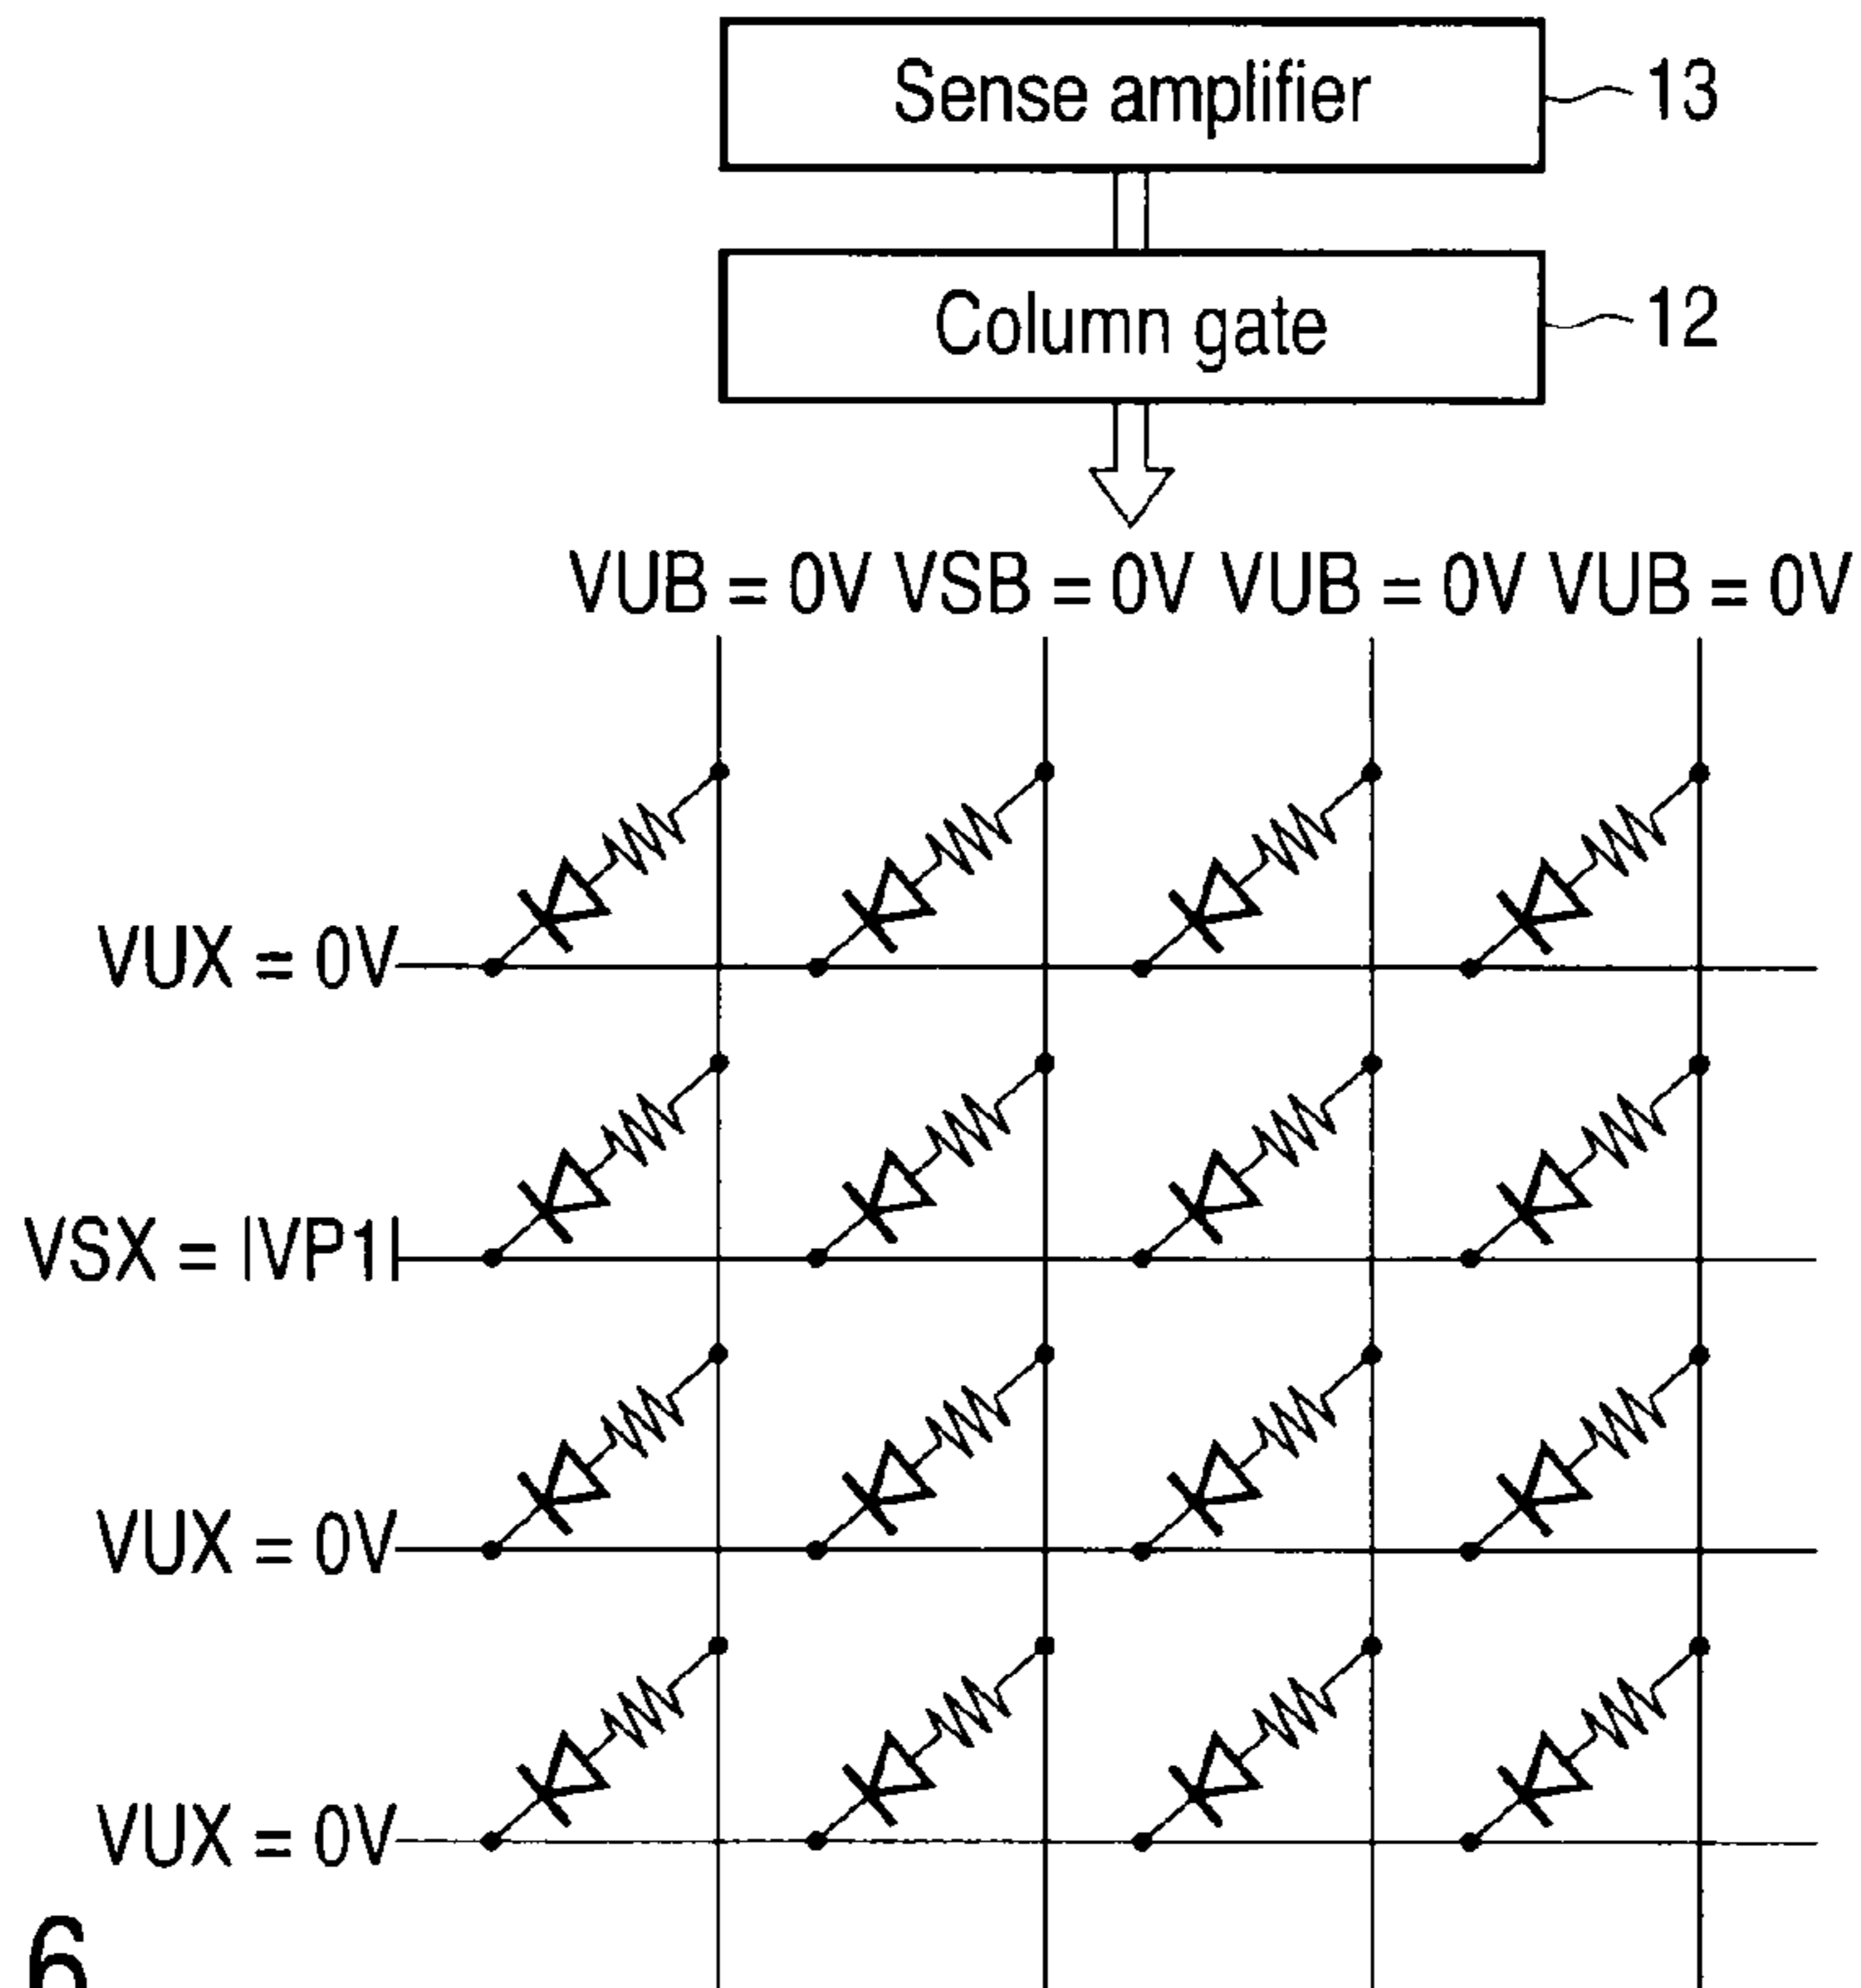 Sense amplifier
13
Column gate
12
VUB = 0V VSB = 0V VUB = 0V VUB = 0V
VUX = 0V
VSX = |VP1|
VUX = 0V
VUX = 0V
6